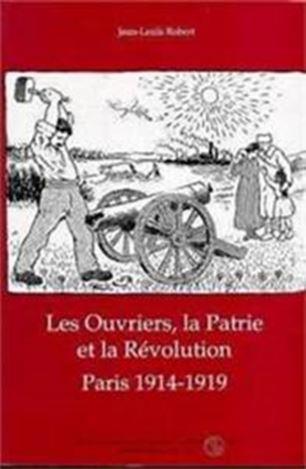 Jean-Louis Robert
Les Ouvriers, la Patrie
et la Révolution
Paris 1914-1919